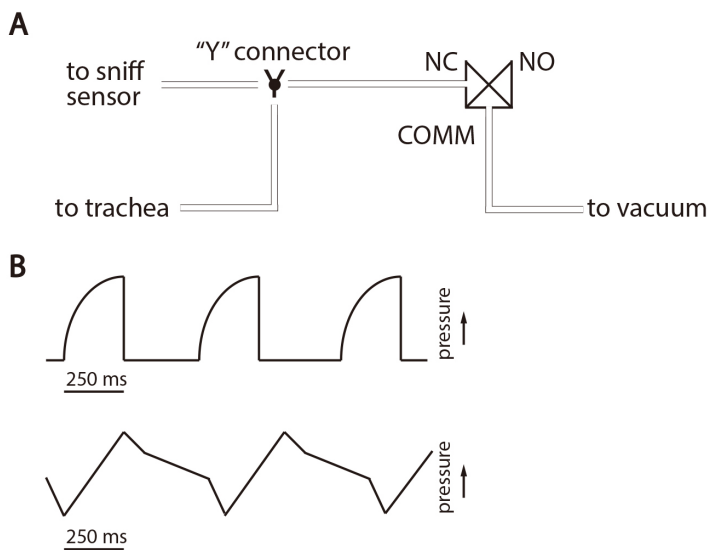 A
"Y" connector
NC
NO
to sniff
sensor
COMM
to trachea
to vacuum
B
pressure
250 ms
pressure
250 ms